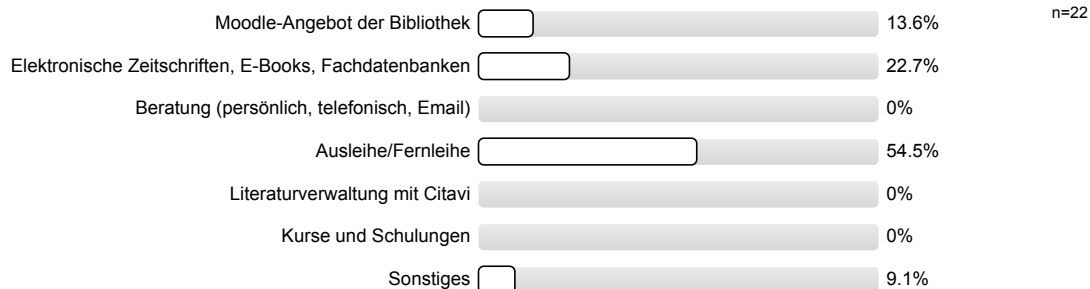 Moodle-Angebot der Bibliothek 13.6% n=22
Elektronische Zeitschriften, E-Books, Fachdatenbanken 22.7%
Beratung (persönlich, telefonisch, Email) 0%
Ausleihe/Fernleihe 54.5%
Literaturverwaltung mit Citavi 0%
Kurse und Schulungen 0%
Sonstiges 9.1%